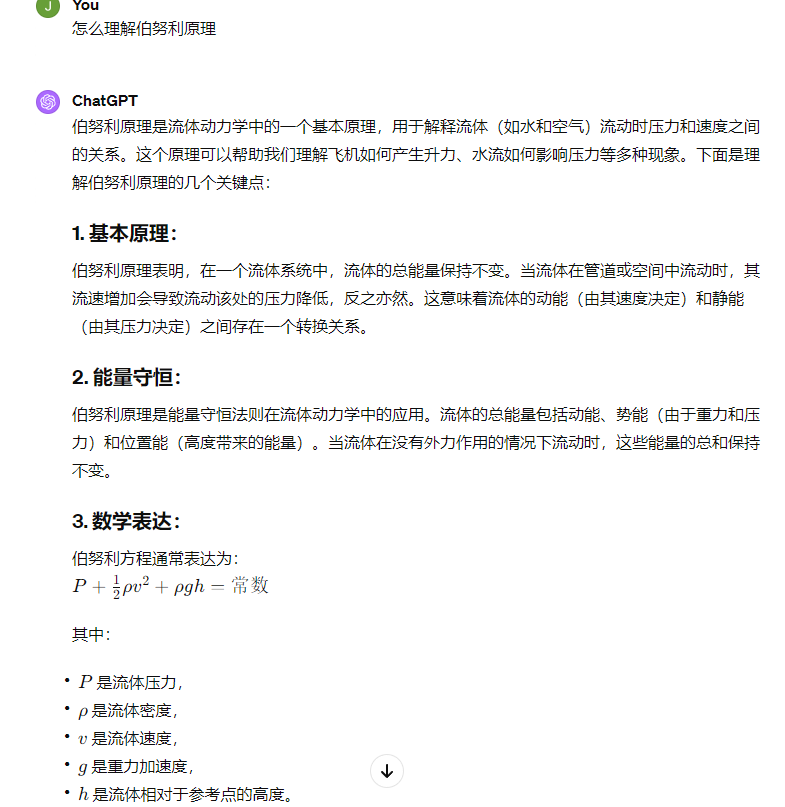 J You
怎么理解伯努利原理
ChatGPT
伯努利原理是流体动力学中的一个基本原理，用于解释流体（如水和空气）流动时压力和速度之间
的关系。这个原理可以帮助我们理解飞机如何产生升力、水流如何影响压力等多种现象。下面是理
解伯努利原理的几个关键点：
1. 基本原理：
伯努利原理表明，在一个流体系统中，流体的总能量保持不变。当流体在管道或空间中流动时，其
流速增加会导致流动该处的压力降低，反之亦然。这意味着流体的动能（由其速度决定）和静能
（由其压力决定）之间存在一个转换关系。
2. 能量守恒：
伯努利原理是能量守恒法则在流体动力学中的应用。流体的总能量包括动能、势能（由于重力和压
力）和位置能（高度带来的能量）。当流体在没有外力作用的情况下流动时，这些能量的总和保持
不变。
3. 数学表达：
伯努利方程通常表达为：
P + 1/2 ρv² + ρgh = 常数
其中：
• P 是流体压力，
• ρ 是流体密度，
• v 是流体速度，
• g 是重力加速度，
• h 是流体相对于参考点的高度。